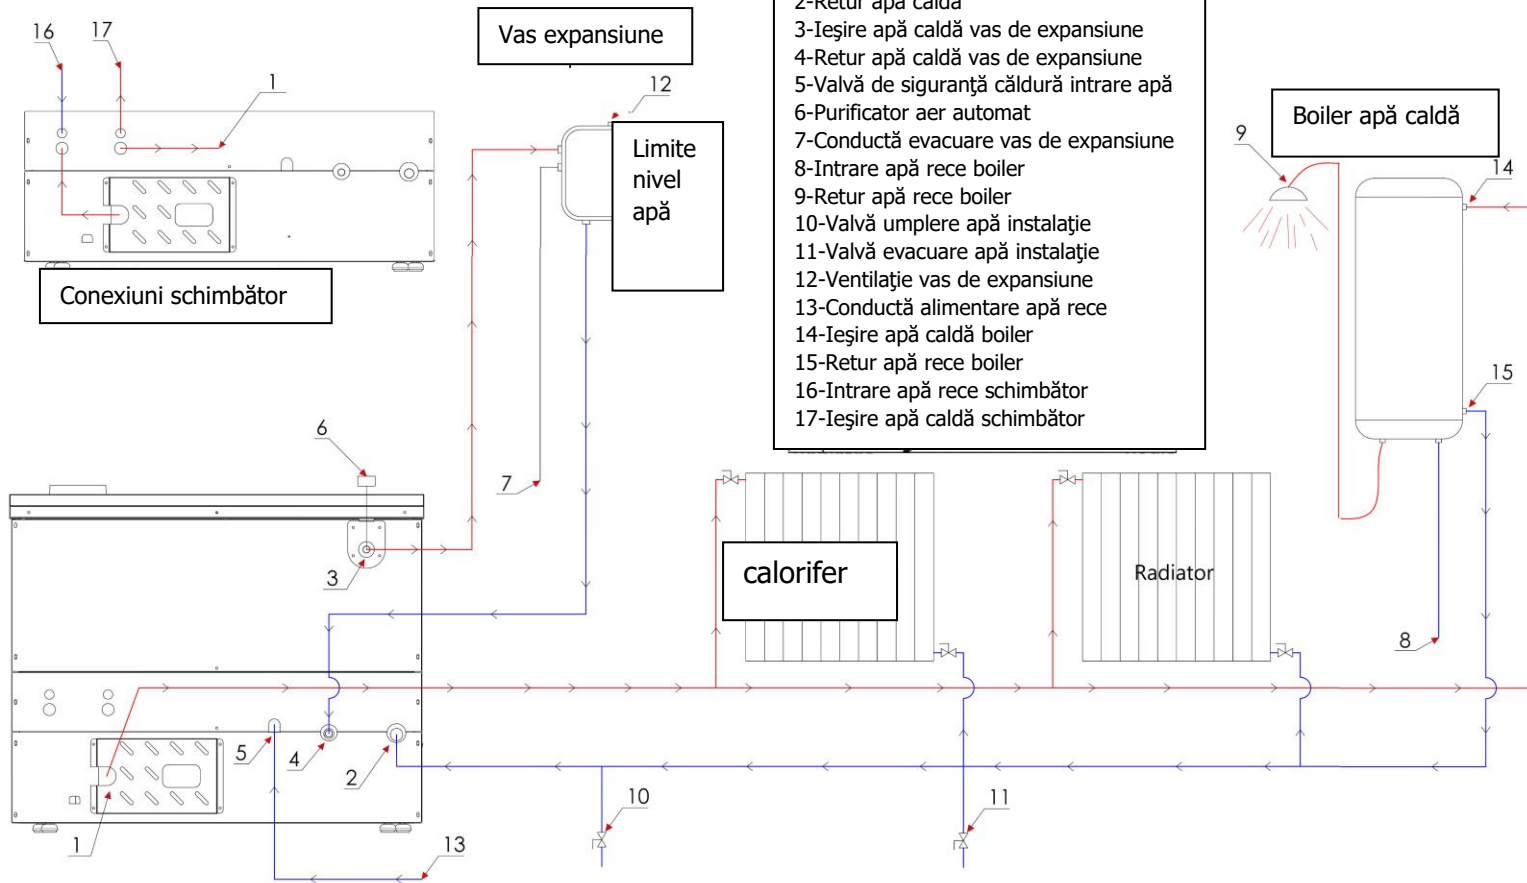 16
17
1
Vas expansiune
12
Limite
nivel
apă
Conexiuni schimbător
2-Retur apă caldă
3-Ieşire apă caldă vas de expansiune
4-Retur apă caldă vas de expansiune
5-Valvă de siguranţă căldură intrare apă
6-Purificator aer automat
7-Conductă evacuare vas de expansiune
8-Intrare apă rece boiler
9-Retur apă rece boiler
10-Valvă umplere apă instalaţie
11-Valvă evacuare apă instalaţie
12-Ventilaţie vas de expansiune
13-Conductă alimentare apă rece
14-Ieşire apă caldă boiler
15-Retur apă rece boiler
16-Intrare apă rece schimbător
17-Ieşire apă caldă schimbător
Boiler apă caldă
9
14
15
6
7
3
calorifer
Radiator
8
5
4
2
10
11
1
13